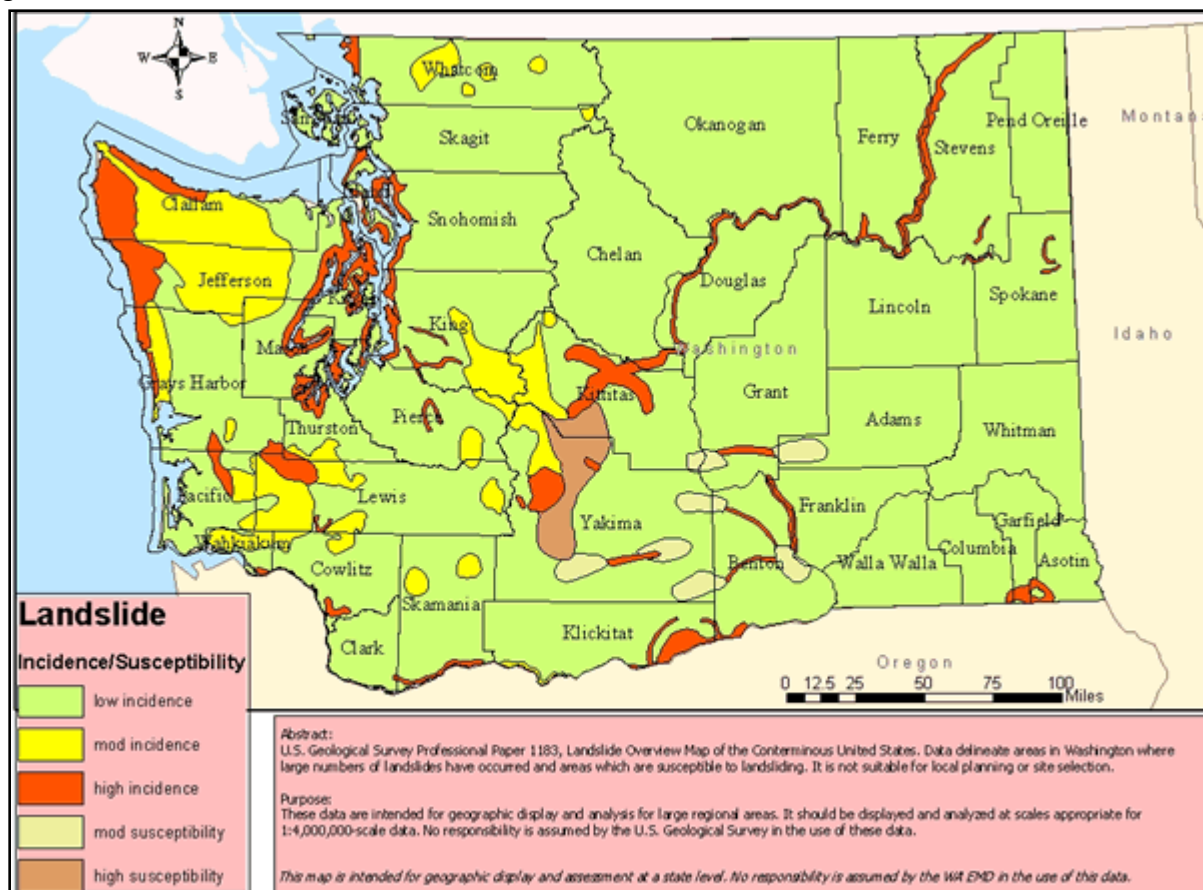 N
W E
S
Whatcom
Okanogan
Ferry
Stevens
Pend Oreille
Montana
San Juan
Skagit
Clallam
Snohomish
Chelan
Douglas
Jefferson
Lincoln
Spokane
King
Idaho
Mason
Washington
Grays Harbor
Kittitas
Grant
Adams
Pierce
Thurston
Whitman
Pacific
Lewis
Franklin
Garfield
Yakima
Wahkiakum
Cowlitz
Benton
Walla Walla
Columbia
Asotin
Skamania
Klickitat
Clark
Oregon
0 12.5 25 50 75 100
Miles
Landslide
Incidence/Susceptibility
low incidence
mod incidence
high incidence
mod susceptibility
high susceptibility
Abstract:
U.S. Geological Survey Professional Paper 1183, Landslide Overview Map of the Conterminous United States. Data delineate areas in Washington where
large numbers of landslides have occurred and areas which are susceptible to landsliding. It is not suitable for local planning or site selection.
Purpose:
These data are intended for geographic display and analysis for large regional areas. It should be displayed and analyzed at scales appropriate for
1:4,000,000-scale data. No responsibility is assumed by the U.S. Geological Survey in the use of these data.
This map is intended for geographic display and assessment at a state level. No responsibility is assumed by the WA EMD in the use of this data.